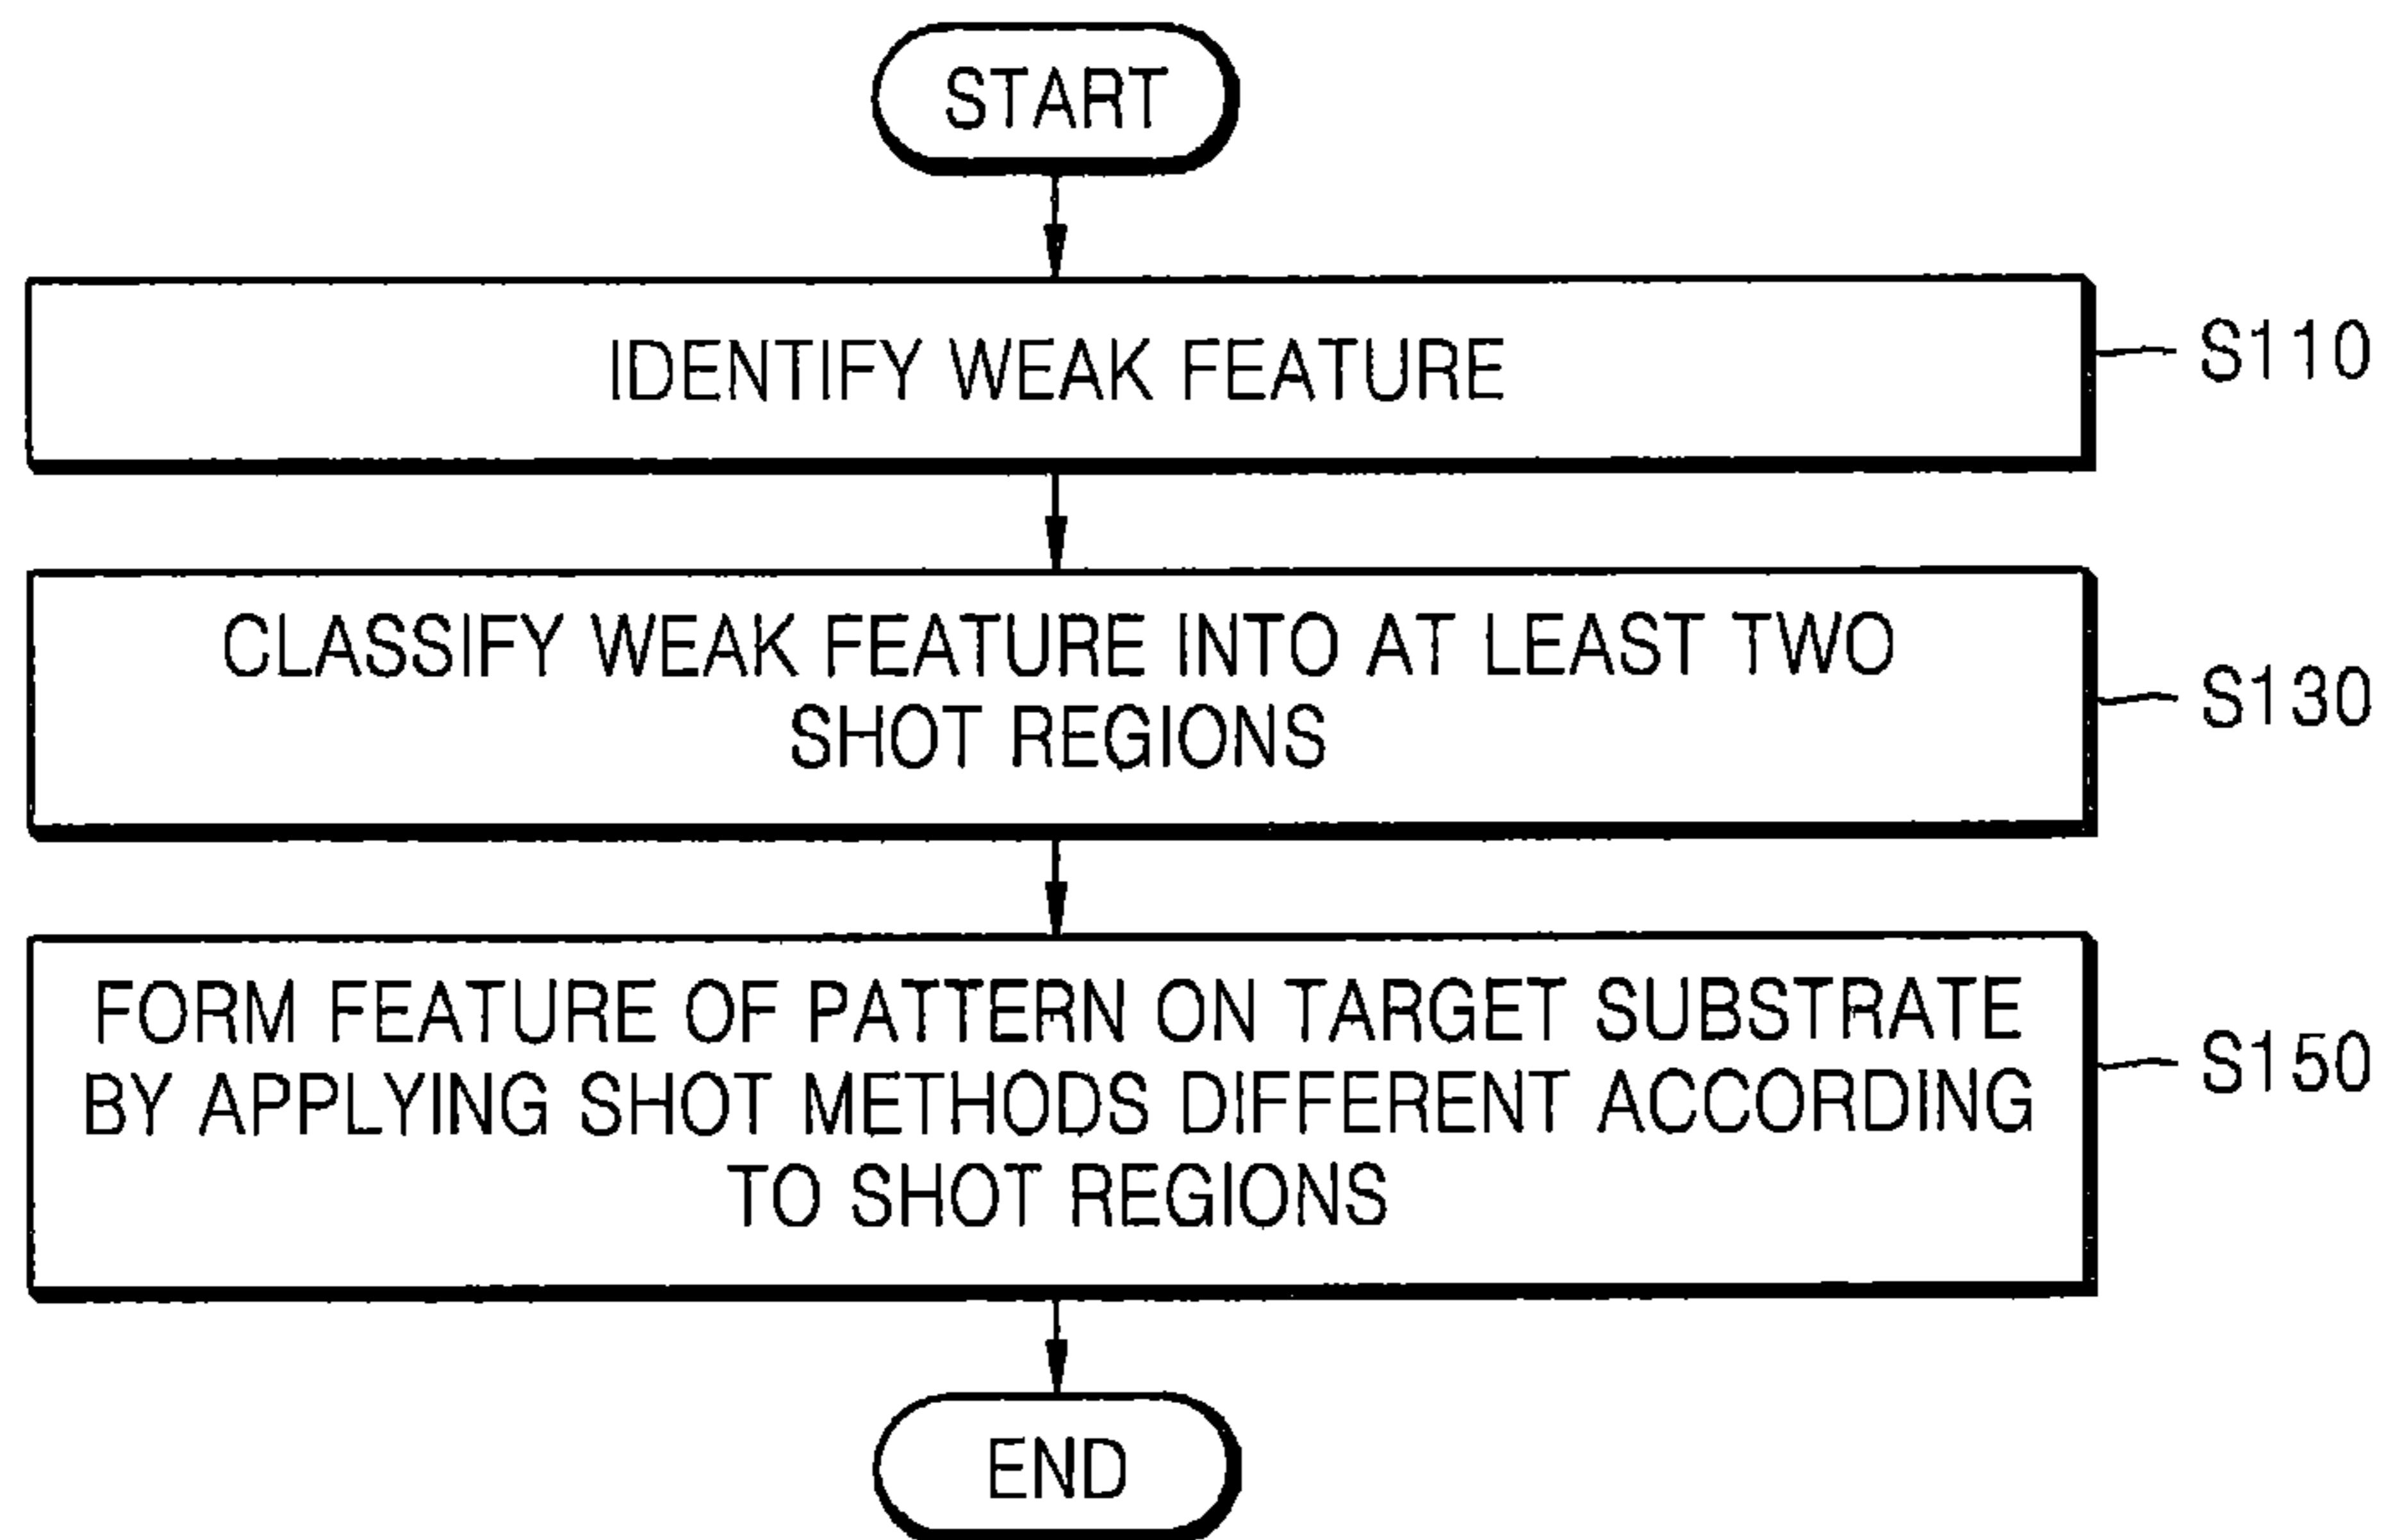 START
IDENTIFY WEAK FEATURE
S110
CLASSIFY WEAK FEATURE INTO AT LEAST TWO
SHOT REGIONS
S130
FORM FEATURE OF PATTERN ON TARGET SUBSTRATE
BY APPLYING SHOT METHODS DIFFERENT ACCORDING
TO SHOT REGIONS
S150
END